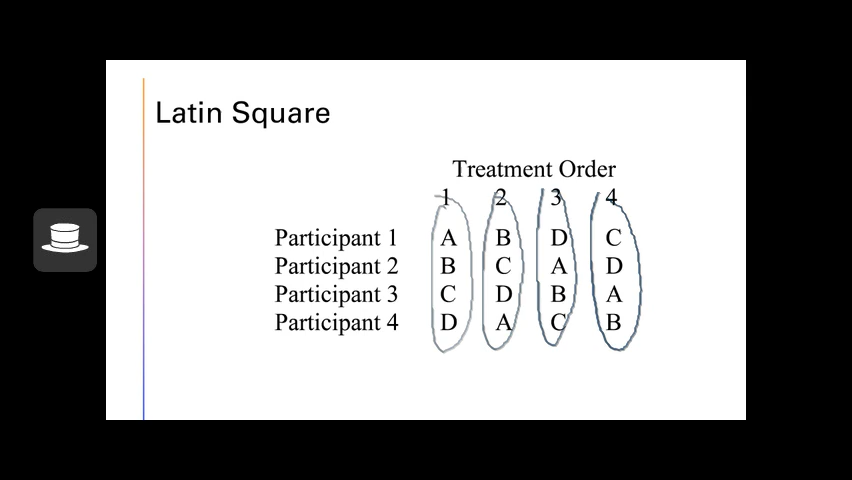 Latin Square
Treatment Order
1 2 3 4
Participant 1 A B D C
Participant 2 B C A D
Participant 3 C D B A
Participant 4 D A C B